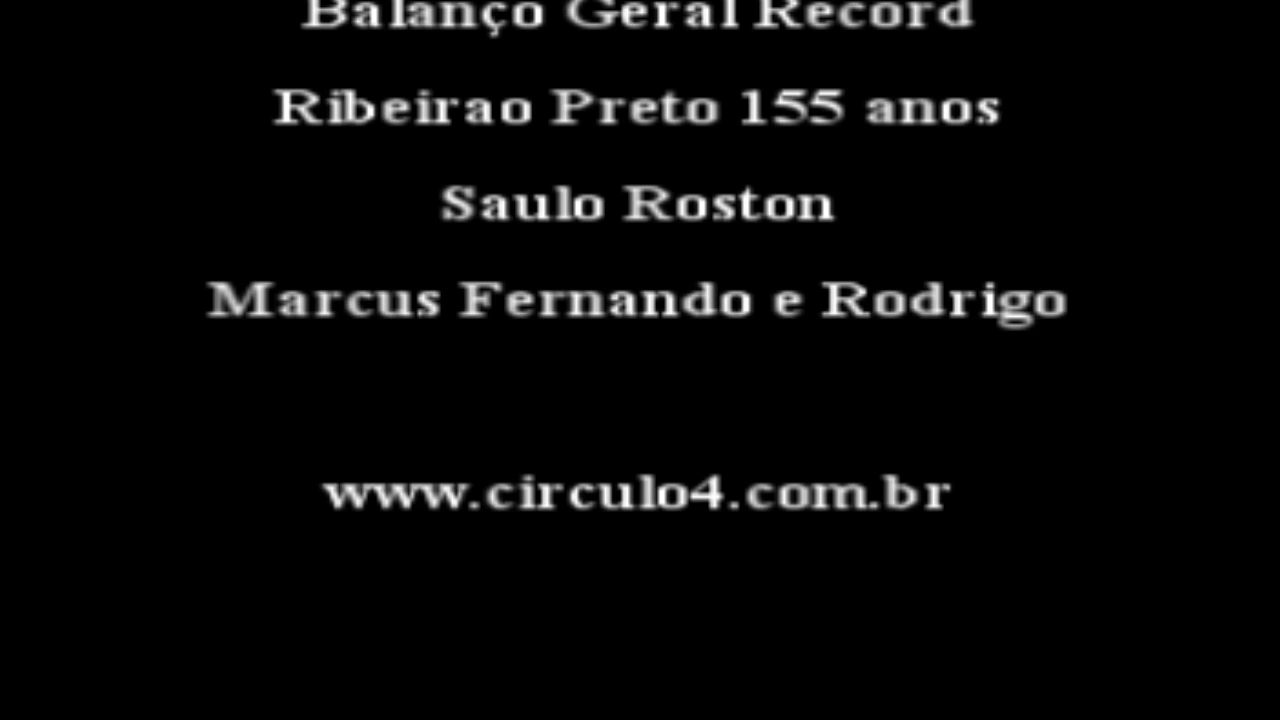 Balanço Geral Record
Ribeirao Preto 155 anos
Saulo Roston
Marcus Fernando e Rodrigo
www.circulo4.com.br